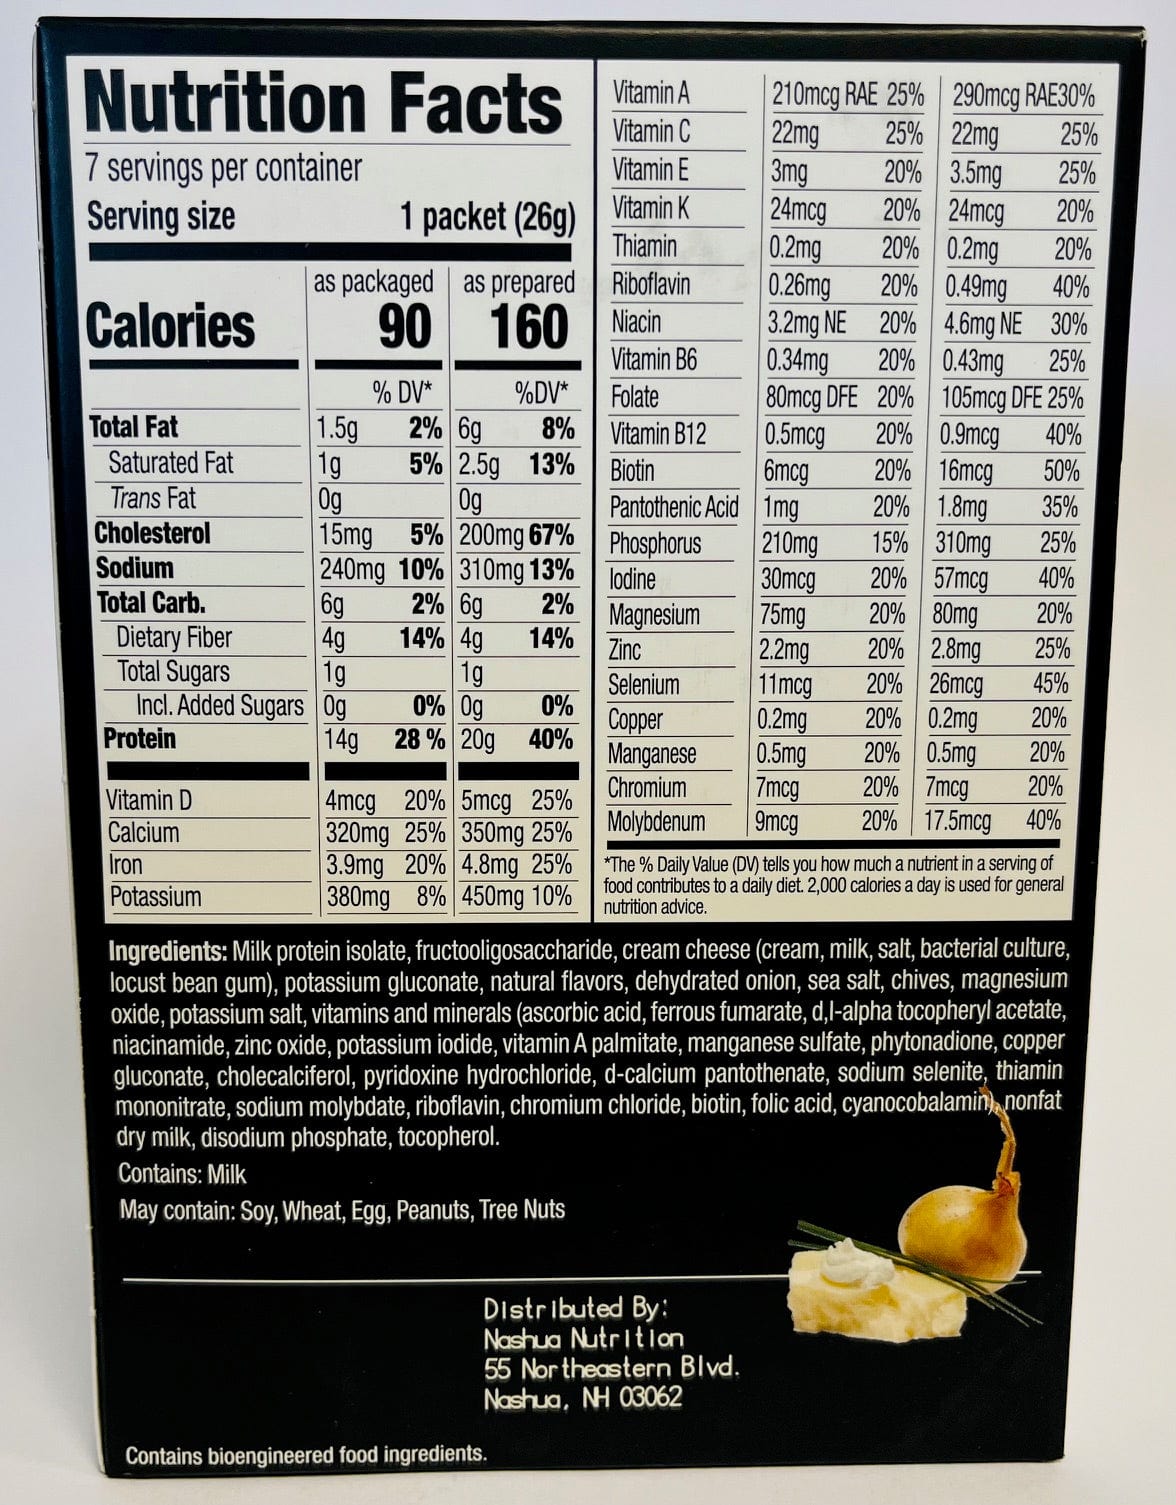 Nutrition Facts
7 servings per container
Serving size 1 packet (26g)
as packaged as prepared
Calories 90 160
% DV* %DV*
Total Fat 1.5g 2% 6g 8%
Saturated Fat 1g 5% 2.5g 13%
Trans Fat 0g 0g
Cholesterol 15mg 5% 200mg 67%
Sodium 240mg 10% 310mg 13%
Total Carb. 6g 2% 6g 2%
Dietary Fiber 4g 14% 4g 14%
Total Sugars 1g 1g
Incl. Added Sugars 0g 0% 0g 0%
Protein 14g 28 % 20g 40%
Vitamin D 4mcg 20% 5mcg 25%
Calcium 320mg 25% 350mg 25%
Iron 3.9mg 20% 4.8mg 25%
Potassium 380mg 8% 450mg 10%
Vitamin A 210mcg RAE 25% 290mcg RAE30%
Vitamin C 22mg 25% 22mg 25%
Vitamin E 3mg 20% 3.5mg 25%
Vitamin K 24mcg 20% 24mcg 20%
Thiamin 0.2mg 20% 0.2mg 20%
Riboflavin 0.26mg 20% 0.49mg 40%
Niacin 3.2mg NE 20% 4.6mg NE 30%
Vitamin B6 0.34mg 20% 0.43mg 25%
Folate 80mcg DFE 20% 105mcg DFE 25%
Vitamin B12 0.5mcg 20% 0.9mcg 40%
Biotin 6mcg 20% 16mcg 50%
Pantothenic Acid 1mg 20% 1.8mg 35%
Phosphorus 210mg 15% 310mg 25%
Iodine 30mcg 20% 57mcg 40%
Magnesium 75mg 20% 80mg 20%
Zinc 2.2mg 20% 2.8mg 25%
Selenium 11mcg 20% 26mcg 45%
Copper 0.2mg 20% 0.2mg 20%
Manganese 0.5mg 20% 0.5mg 20%
Chromium 7mcg 20% 7mcg 20%
Molybdenum 9mcg 20% 17.5mcg 40%
*The % Daily Value (DV) tells you how much a nutrient in a serving of
food contributes to a daily diet. 2,000 calories a day is used for general
nutrition advice.
Ingredients: Milk protein isolate, fructooligosaccharide, cream cheese (cream, milk, salt, bacterial culture,
locust bean gum), potassium gluconate, natural flavors, dehydrated onion, sea salt, chives, magnesium
oxide, potassium salt, vitamins and minerals (ascorbic acid, ferrous fumarate, d,l-alpha tocopheryl acetate,
niacinamide, zinc oxide, potassium iodide, vitamin A palmitate, manganese sulfate, phytonadione, copper
gluconate, cholecalciferol, pyridoxine hydrochloride, d-calcium pantothenate, sodium selenite, thiamin
mononitrate, sodium molybdate, riboflavin, chromium chloride, biotin, folic acid, cyanocobalamin), nonfat
dry milk, disodium phosphate, tocopherol.
Contains: Milk
May contain: Soy, Wheat, Egg, Peanuts, Tree Nuts
Distributed By:
Nashua Nutrition
55 Northeastern Blvd.
Nashua, NH 03062
Contains bioengineered food ingredients.